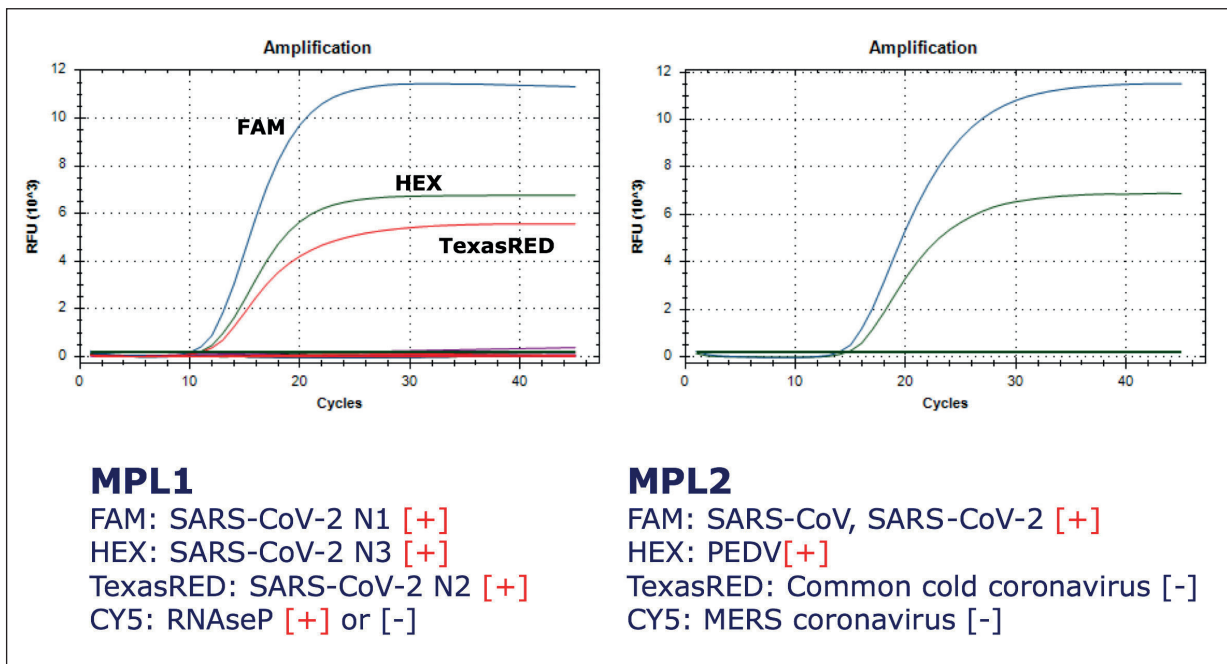 Amplification
12
10
8
6
4
2
0
RFU (10^3)
FAM
HEX
TexasRED
0
10
20
30
40
Cycles
Amplification
12
10
8
6
4
2
0
RFU (10^3)
0
10
20
30
40
Cycles
MPL1
FAM: SARS-CoV-2 N1 [+]
HEX: SARS-CoV-2 N3 [+]
TexasRED: SARS-CoV-2 N2 [+]
CY5: RNAseP [+] or [-]
MPL2
FAM: SARS-CoV, SARS-CoV-2 [+]
HEX: PEDV[+]
TexasRED: Common cold coronavirus [-]
CY5: MERS coronavirus [-]